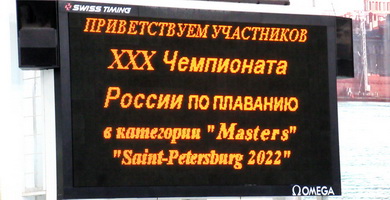 SWISS TIMING
ПРИВЕТСТВУЕМ УЧАСТНИКОВ
XXX Чемпионата
России по плаванию
в категории "Masters"
"Saint-Petersburg 2022"
Ω OMEGA